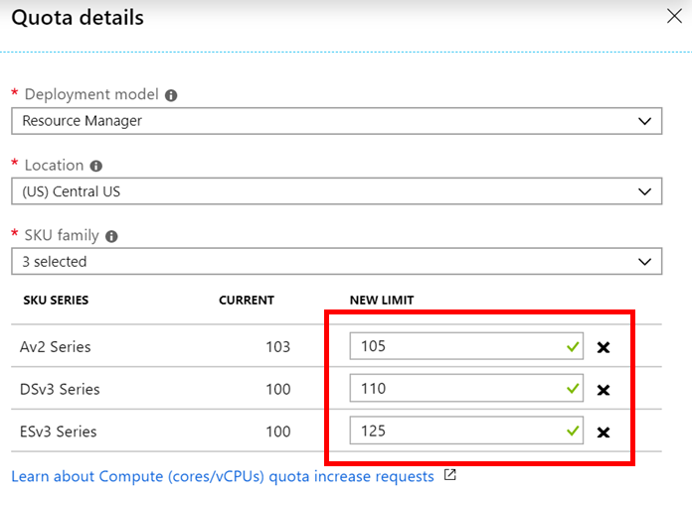 Quota details
* Deployment model
Resource Manager
* Location
(US) Central US
* SKU family
3 selected
SKU SERIES CURRENT NEW LIMIT
Av2 Series 103 105
DSv3 Series 100 110
ESv3 Series 100 125
Learn about Compute (cores/vCPUs) quota increase requests